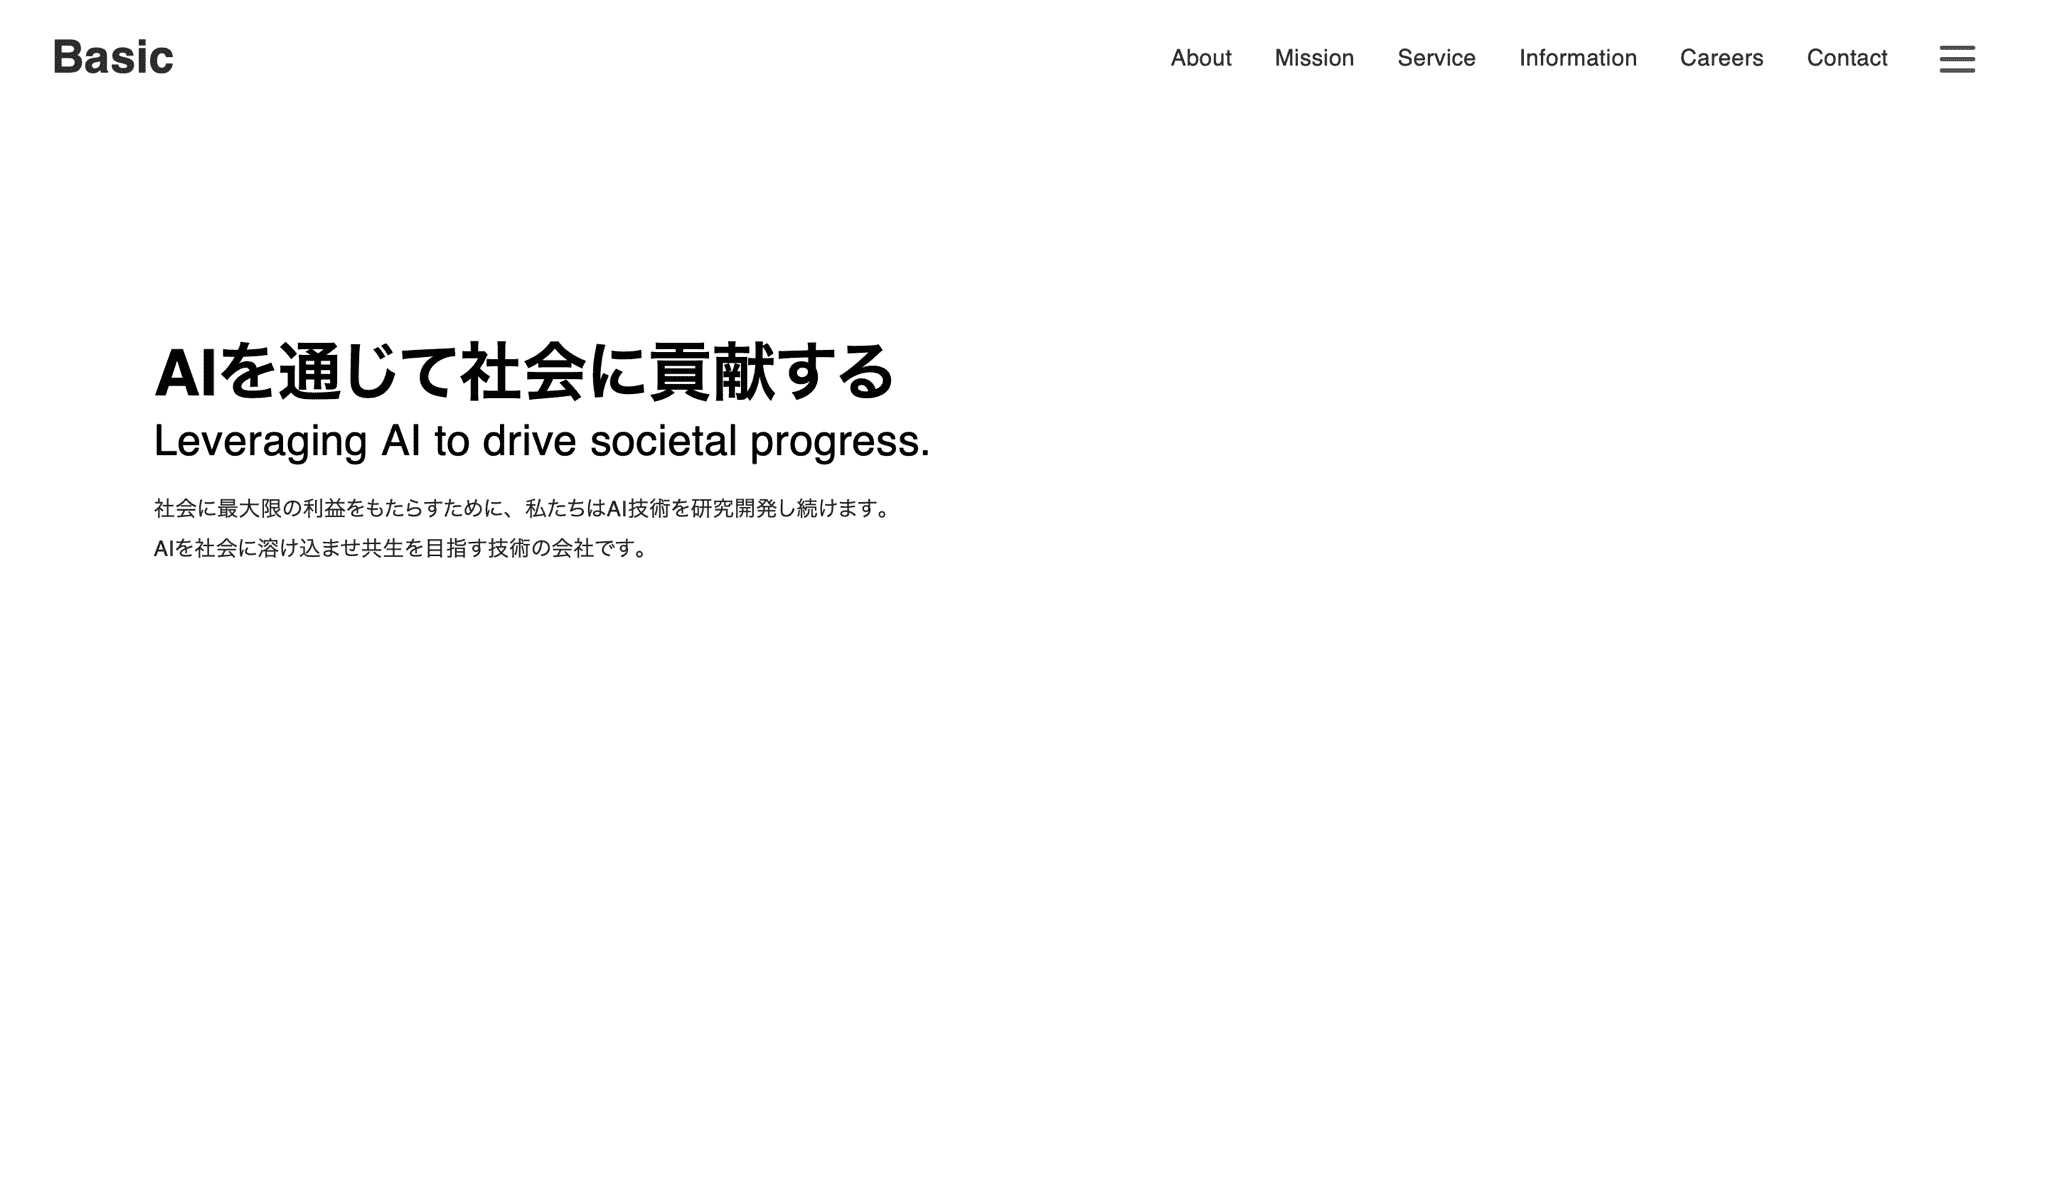 Basic
About Mission Service Information Careers Contact
AIを通じて社会に貢献する
Leveraging AI to drive societal progress.
社会に最大限の利益をもたらすために、私たちはAI技術を研究開発し続けます。
AIを社会に溶け込ませ共生を目指す技術の会社です。